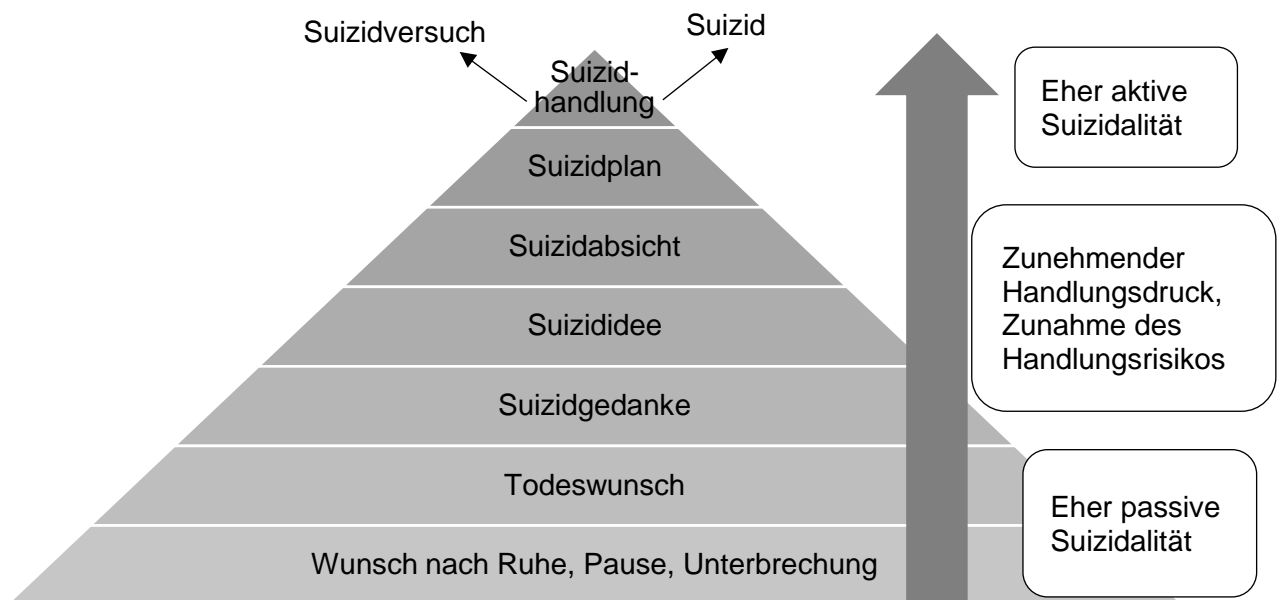 Suizidversuch
Suizid
Suizid-
handlung
Suizidplan
Suizidabsicht
Suizididee
Suizidgedanke
Todeswunsch
Wunsch nach Ruhe, Pause, Unterbrechung
Eher aktive
Suizidalität
Zunehmender
Handlungsdruck,
Zunahme des
Handlungsrisikos
Eher passive
Suizidalität